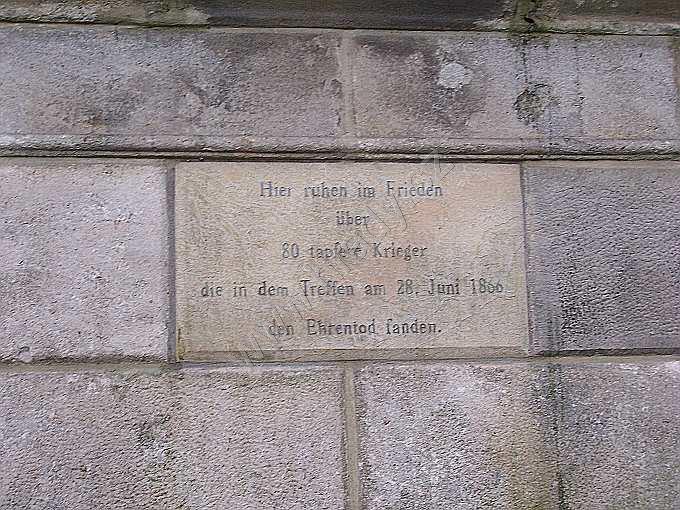 Hier ruhen im Frieden
über
80 tapfere Krieger
die in dem Treffen am 28. Juni 1866
den Ehrentod fanden.